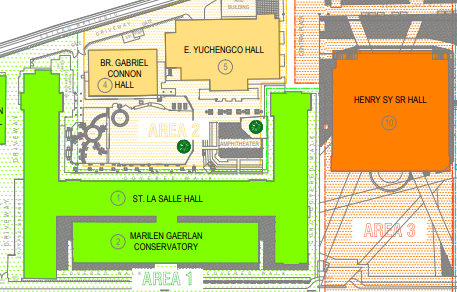 BUILDING
DRIVEWAY
E. YUCHENGCO HALL
5
BR. GABRIEL
CONNON
4 HALL
HENRY SY SR HALL
10
AREA 2
AMPHITHEATER
DRIVEWAY
1 ST. LA SALLE HALL
2 MARILEN GAERLAN
CONSERVATORY
AREA 3
AREA 1